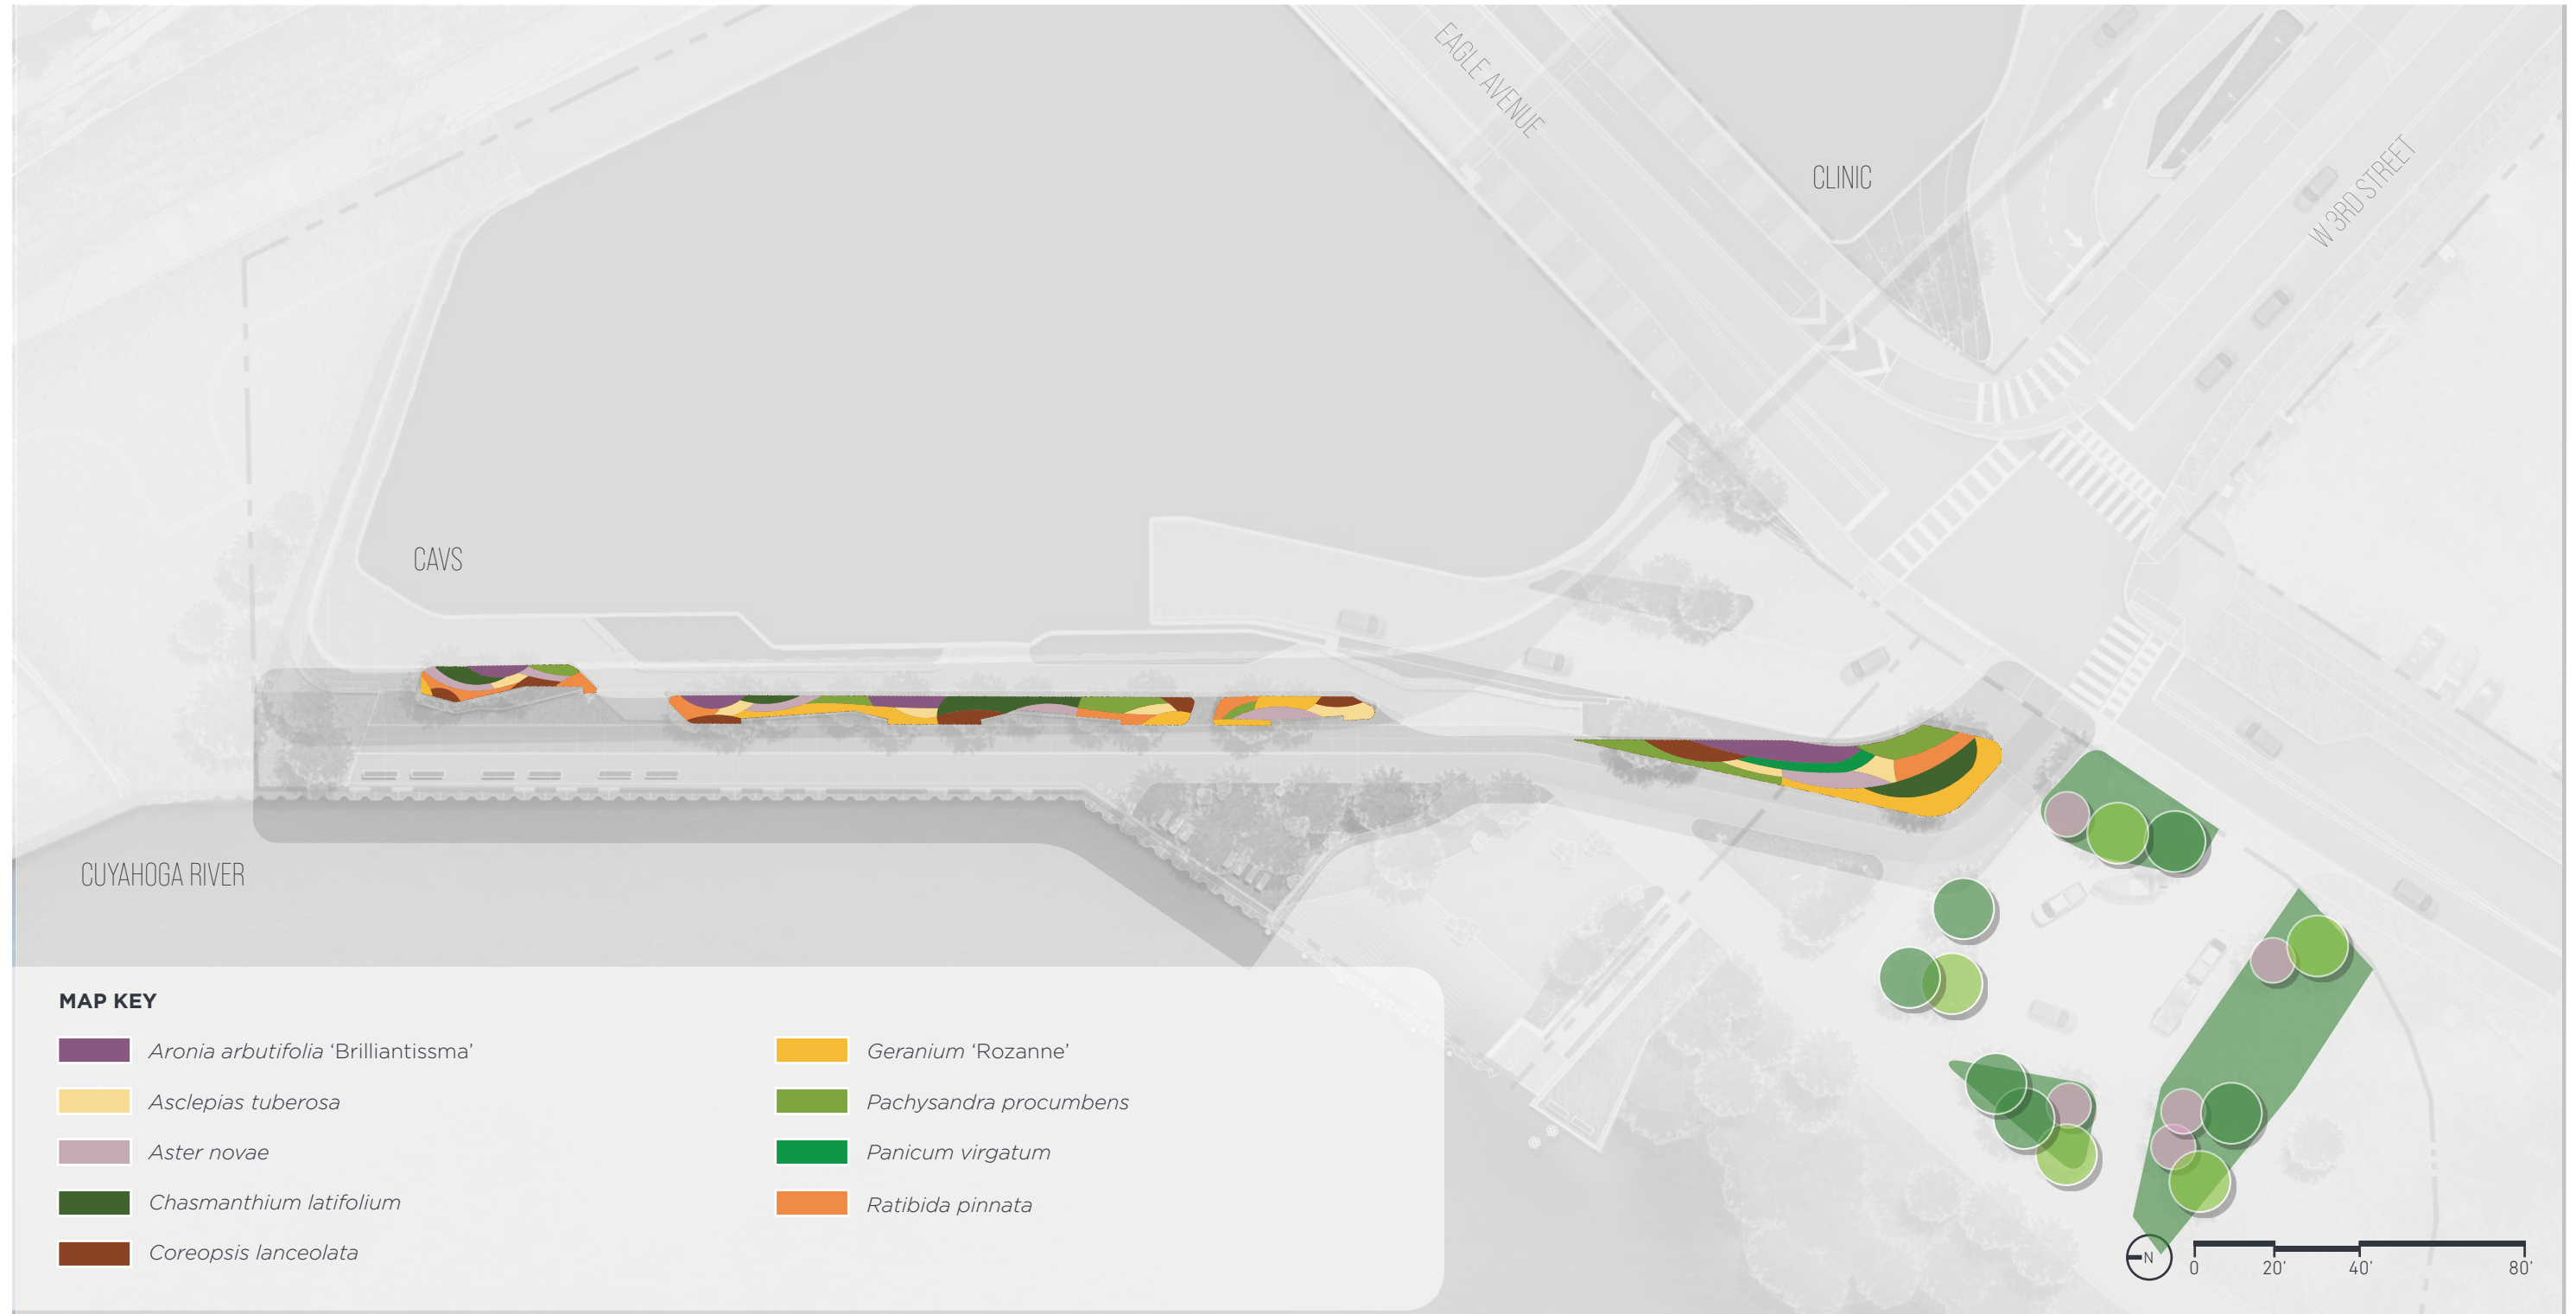 EAGLE AVENUE
CLINIC
W 3RD STREET
CAVS
CUYAHOGA RIVER
MAP KEY
Aronia arbutifolia ‘Brilliantissma’
Asclepias tuberosa
Aster novae
Chasmanthium latifolium
Coreopsis lanceolata
Geranium ‘Rozanne’
Pachysandra procumbens
Panicum virgatum
Ratibida pinnata
N
0 20' 40' 80'